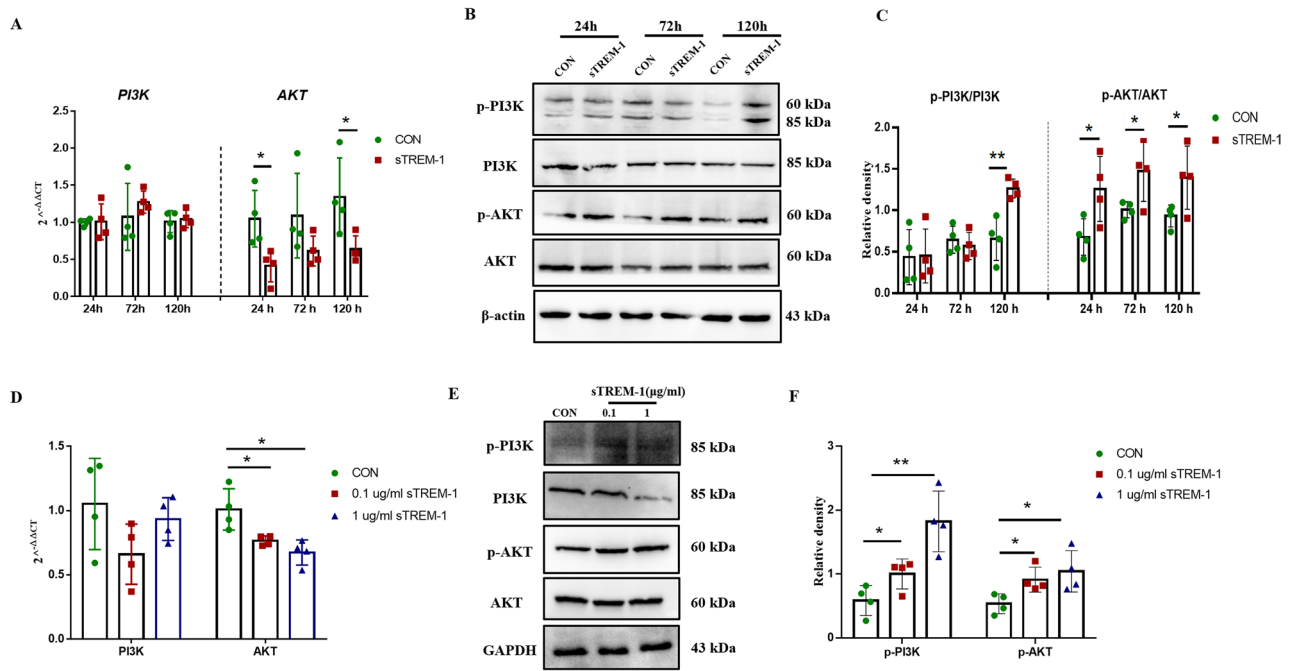 A
PI3K AKT
2^-ΔΔCT
2.5
2.0
1.5
1.0
0.5
0.0
* *
24h 72h 120h 24h 72 h 120 h
CON
sTREM-1
B
24h 72h 120h
CON sTREM-1 CON sTREM-1 CON sTREM-1
p-PI3K 60 kDa
85 kDa
PI3K 85 kDa
p-AKT 60 kDa
AKT 60 kDa
β-actin 43 kDa
C
p-PI3K/PI3K p-AKT/AKT
Relative density
2.0
1.5
1.0
0.5
0.0
** * * *
24 h 72 h 120 h 24 h 72 h 120 h
CON
sTREM-1
D
2^-ΔΔCT
1.5
1.0
0.5
0.0
*
*
PI3K AKT
CON
0.1 ug/ml sTREM-1
1 ug/ml sTREM-1
E
sTREM-1(μg/ml)
CON 0.1 1
p-PI3K 85 kDa
PI3K 85 kDa
p-AKT 60 kDa
AKT 60 kDa
GAPDH 43 kDa
F
Relative density
3
2
1
0
** *
* *
p-PI3K p-AKT
CON
0.1 ug/ml sTREM-1
1 ug/ml sTREM-1